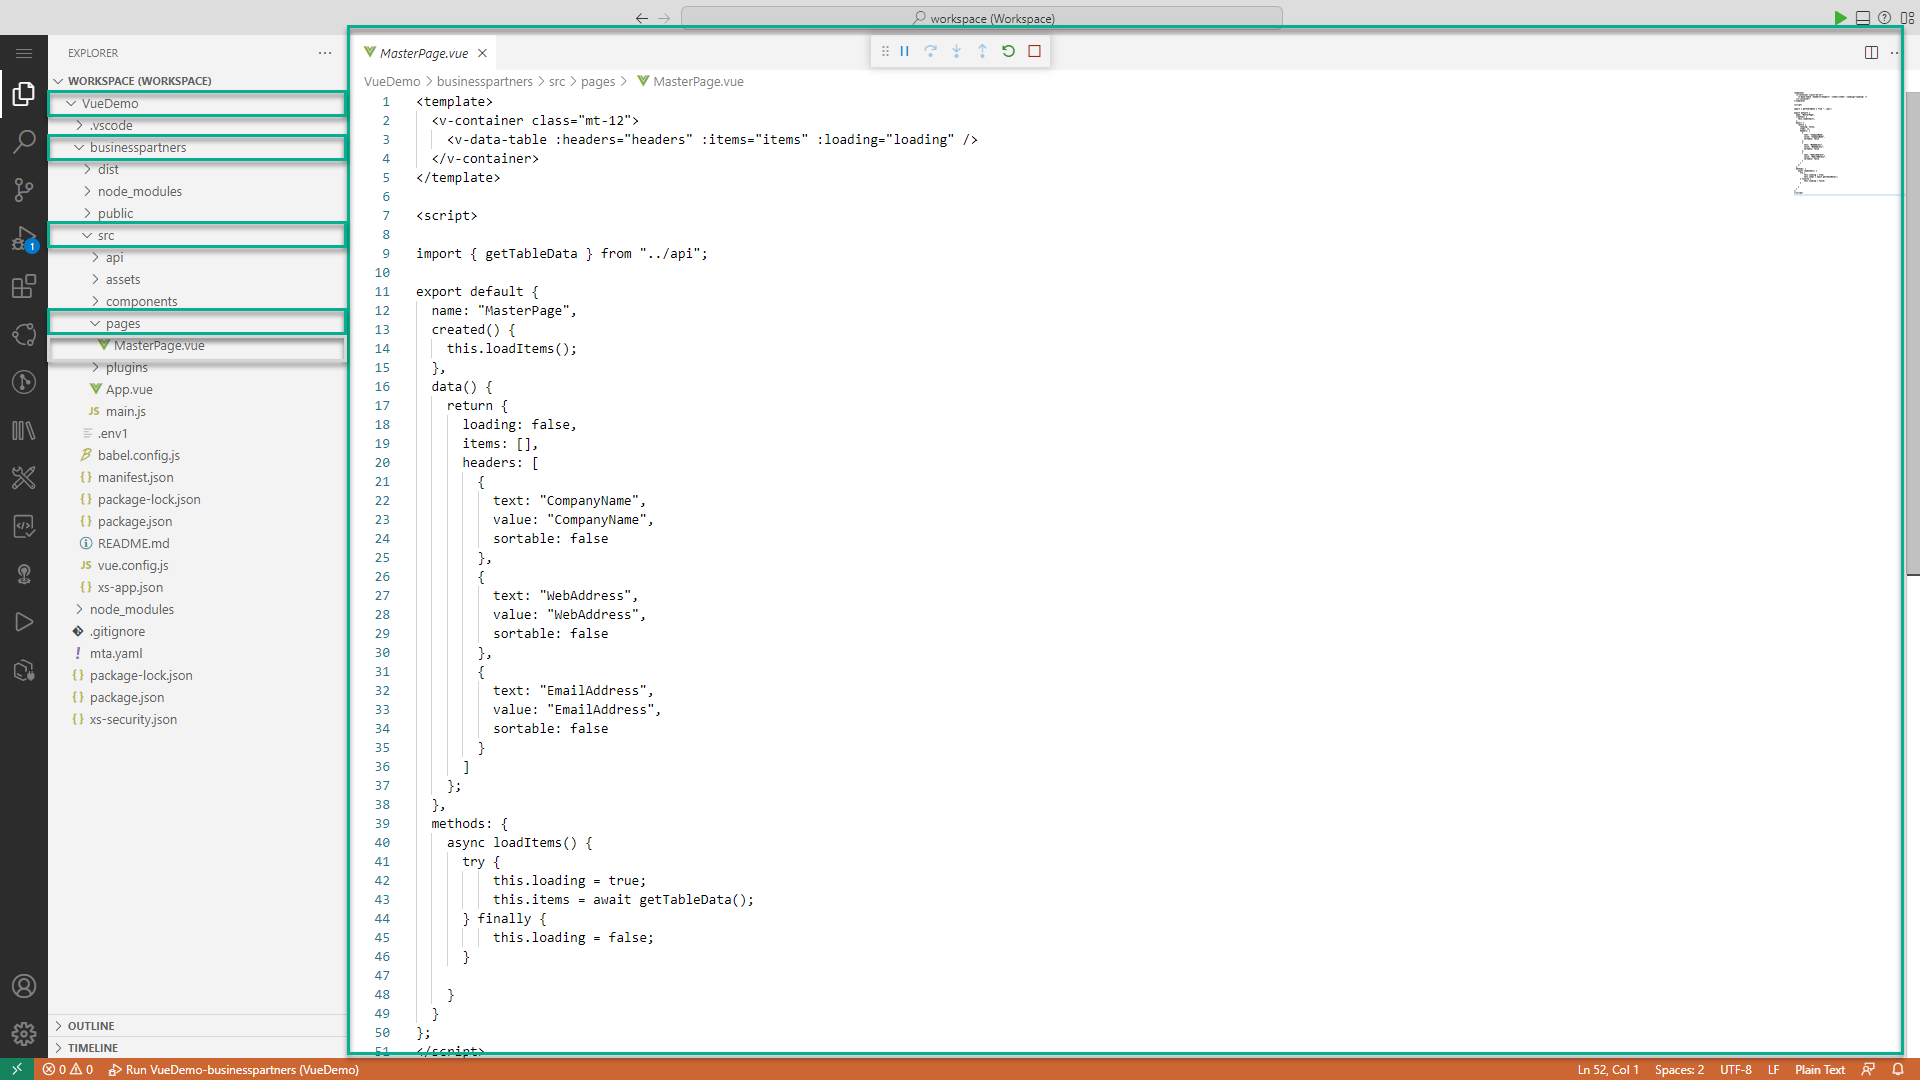 workspace (Workspace)
EXPLORER
WORKSPACE (WORKSPACE)
VueDemo
.vscode
businesspartners
dist
node_modules
public
src
api
assets
components
pages
MasterPage.vue
plugins
App.vue
JS main.js
.env1
babel.config.js
{} manifest.json
{} package-lock.json
{} package.json
README.md
JS vue.config.js
{} xs-app.json
node_modules
.gitignore
! mta.yaml
{} package-lock.json
{} package.json
{} xs-security.json
OUTLINE
TIMELINE
1
MasterPage.vue
VueDemo > businesspartners > src > pages > MasterPage.vue
1 <template>
2 <v-container class="mt-12">
3 <v-data-table :headers="headers" :items="items" :loading="loading" />
4 </v-container>
5 </template>
6
7 <script>
8
9 import { getTableData } from "../api";
10
11 export default {
12 name: "MasterPage",
13 created() {
14 this.loadItems();
15 },
16 data() {
17 return {
18 loading: false,
19 items: [],
20 headers: [
21 {
22 text: "CompanyName",
23 value: "CompanyName",
24 sortable: false
25 },
26 {
27 text: "WebAddress",
28 value: "WebAddress",
29 sortable: false
30 },
31 {
32 text: "EmailAddress",
33 value: "EmailAddress",
34 sortable: false
35 }
36 ]
37 };
38 },
39 methods: {
40 async loadItems() {
41 try {
42 this.loading = true;
43 this.items = await getTableData();
44 } finally {
45 this.loading = false;
46 }
47
48 }
49 }
50 };
51 </script>
0 0 Run VueDemo-businesspartners (VueDemo)
Ln 52, Col 1 Spaces: 2 UTF-8 LF Plain Text